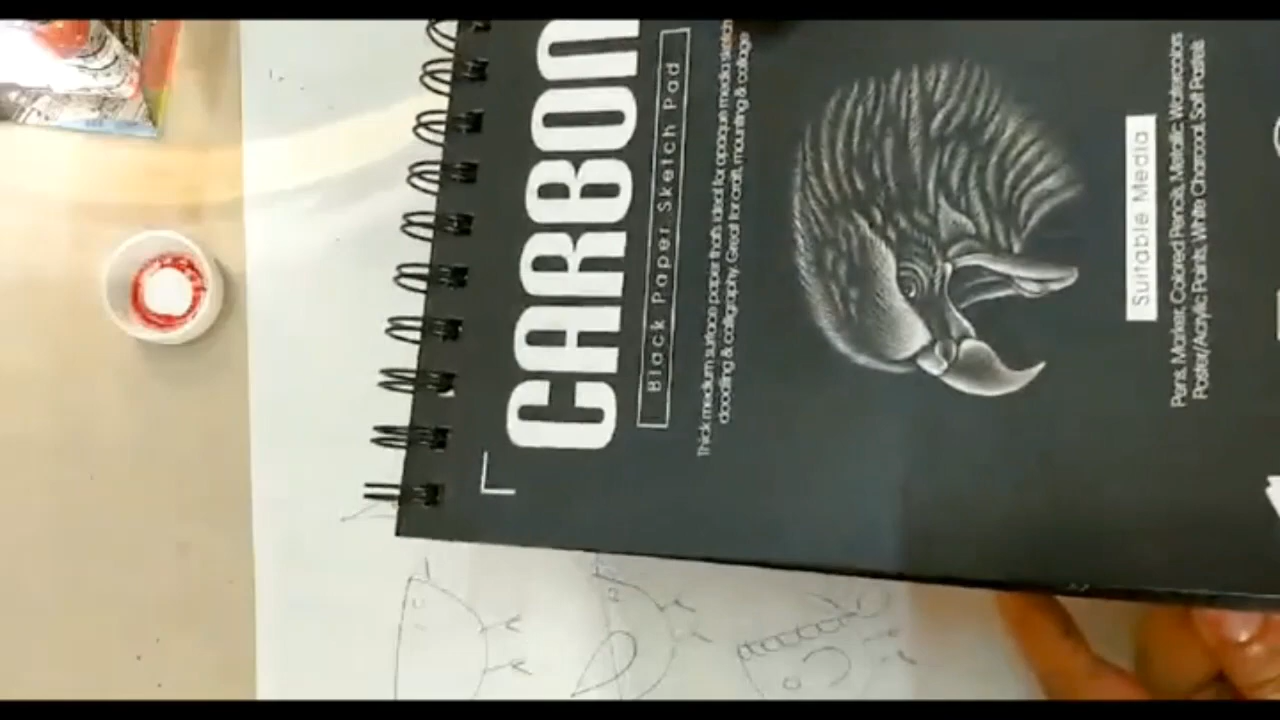 CARBON
Black Paper Sketch Pad
Thick medium surface paper that's ideal for opaque media sketch
doodling & calligraphy. Great for craft, mounting & collage
Suitable Media
Pens, Marker, Colored Pencils, Metallic Watercolors
Poster/Acrylic Paints, White Charcoal, Soft Pastels